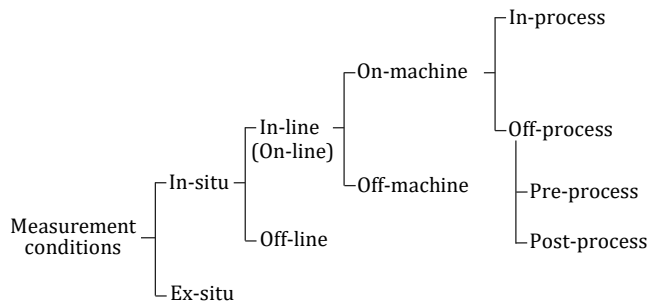 In-process
On-machine
In-line
(On-line)
Off-process
In-situ
Off-machine
Pre-process
Measurement
conditions
Off-line
Post-process
Ex-situ